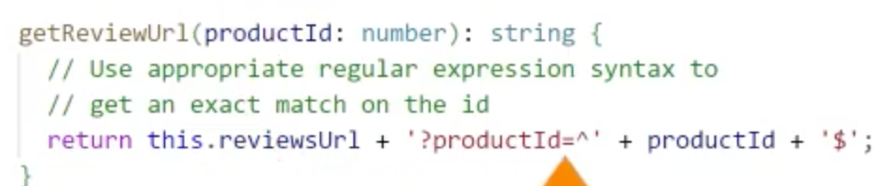 getReviewUrl(productId: number): string {
// Use appropriate regular expression syntax to
// get an exact match on the id
return this.reviewsUrl + '?productId=^' + productId + '$';
}